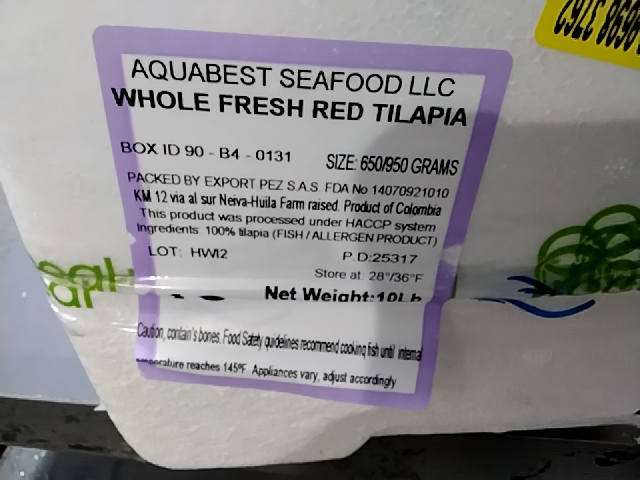 AQUABEST SEAFOOD LLC
WHOLE FRESH RED TILAPIA
BOX ID 90 - B4 - 0131 SIZE: 650/950 GRAMS
PACKED BY EXPORT PEZ S.A.S. FDA No 14070921010
KM 12 via al sur Neiva-Huila Farm raised. Product of Colombia
This product was processed under HACCP system
Ingredients: 100% tilapia (FISH / ALLERGEN PRODUCT)
LOT: HWI2 P.D:25317
Store at 28°/36°F
Net Weight:10Lb
Caution, contain's bones. Food Safety guidelines recommend cooking fish until internal
reaches 145°F. Appliances vary, adjust accordingly